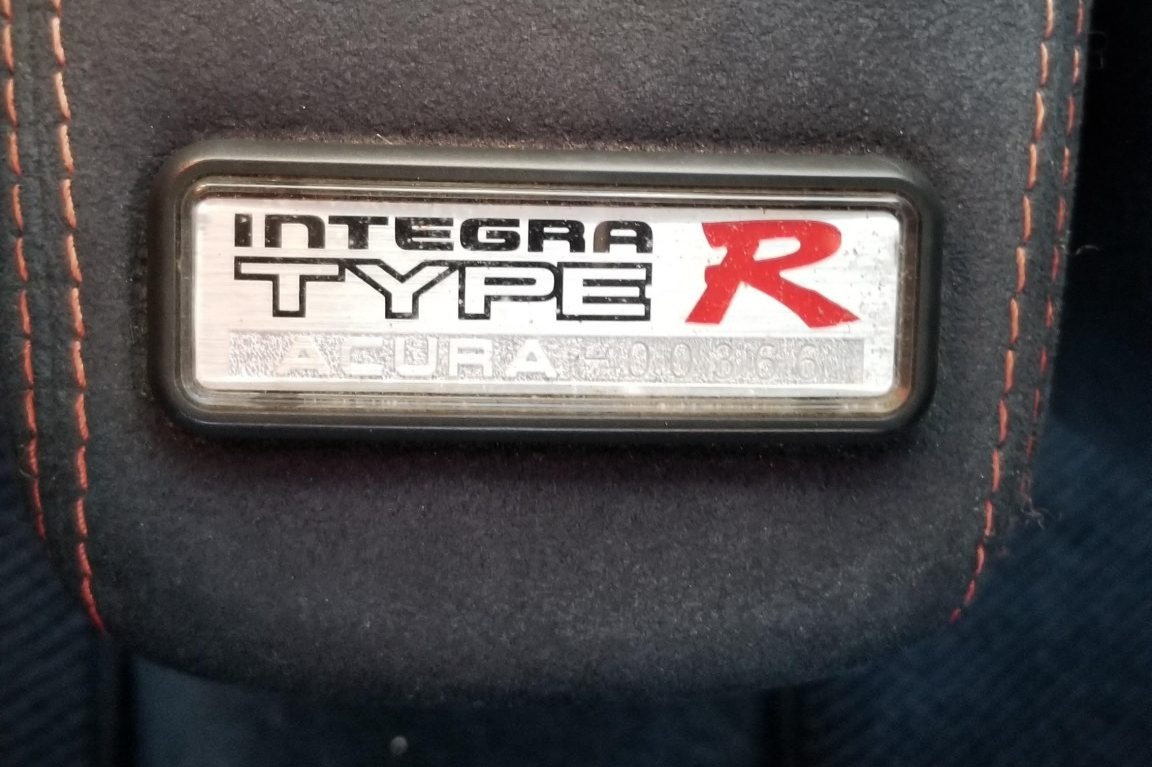 INTEGRA
TYPE R
ACURA -00366